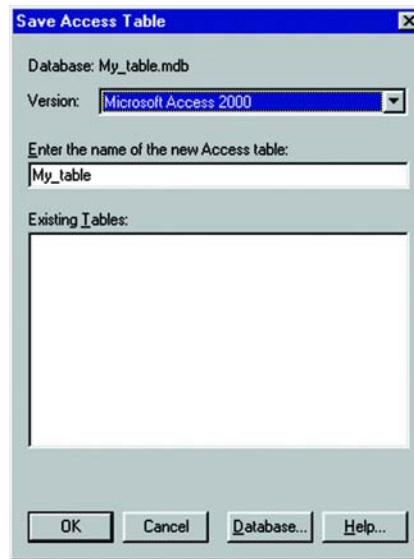 Save Access Table
Database: My_table.mdb
Version: Microsoft Access 2000
Enter the name of the new Access table:
My_table
Existing Tables:
OK Cancel Database... Help...